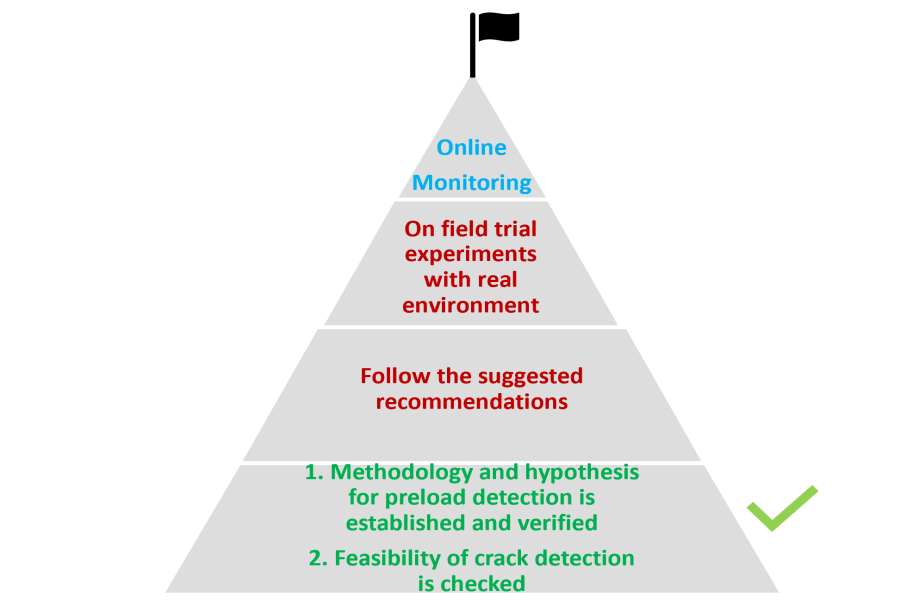 Online
Monitoring
On field trial
experiments
with real
environment
Follow the suggested
recommendations
1. Methodology and hypothesis
for preload detection is
established and verified
2. Feasibility of crack detection
is checked